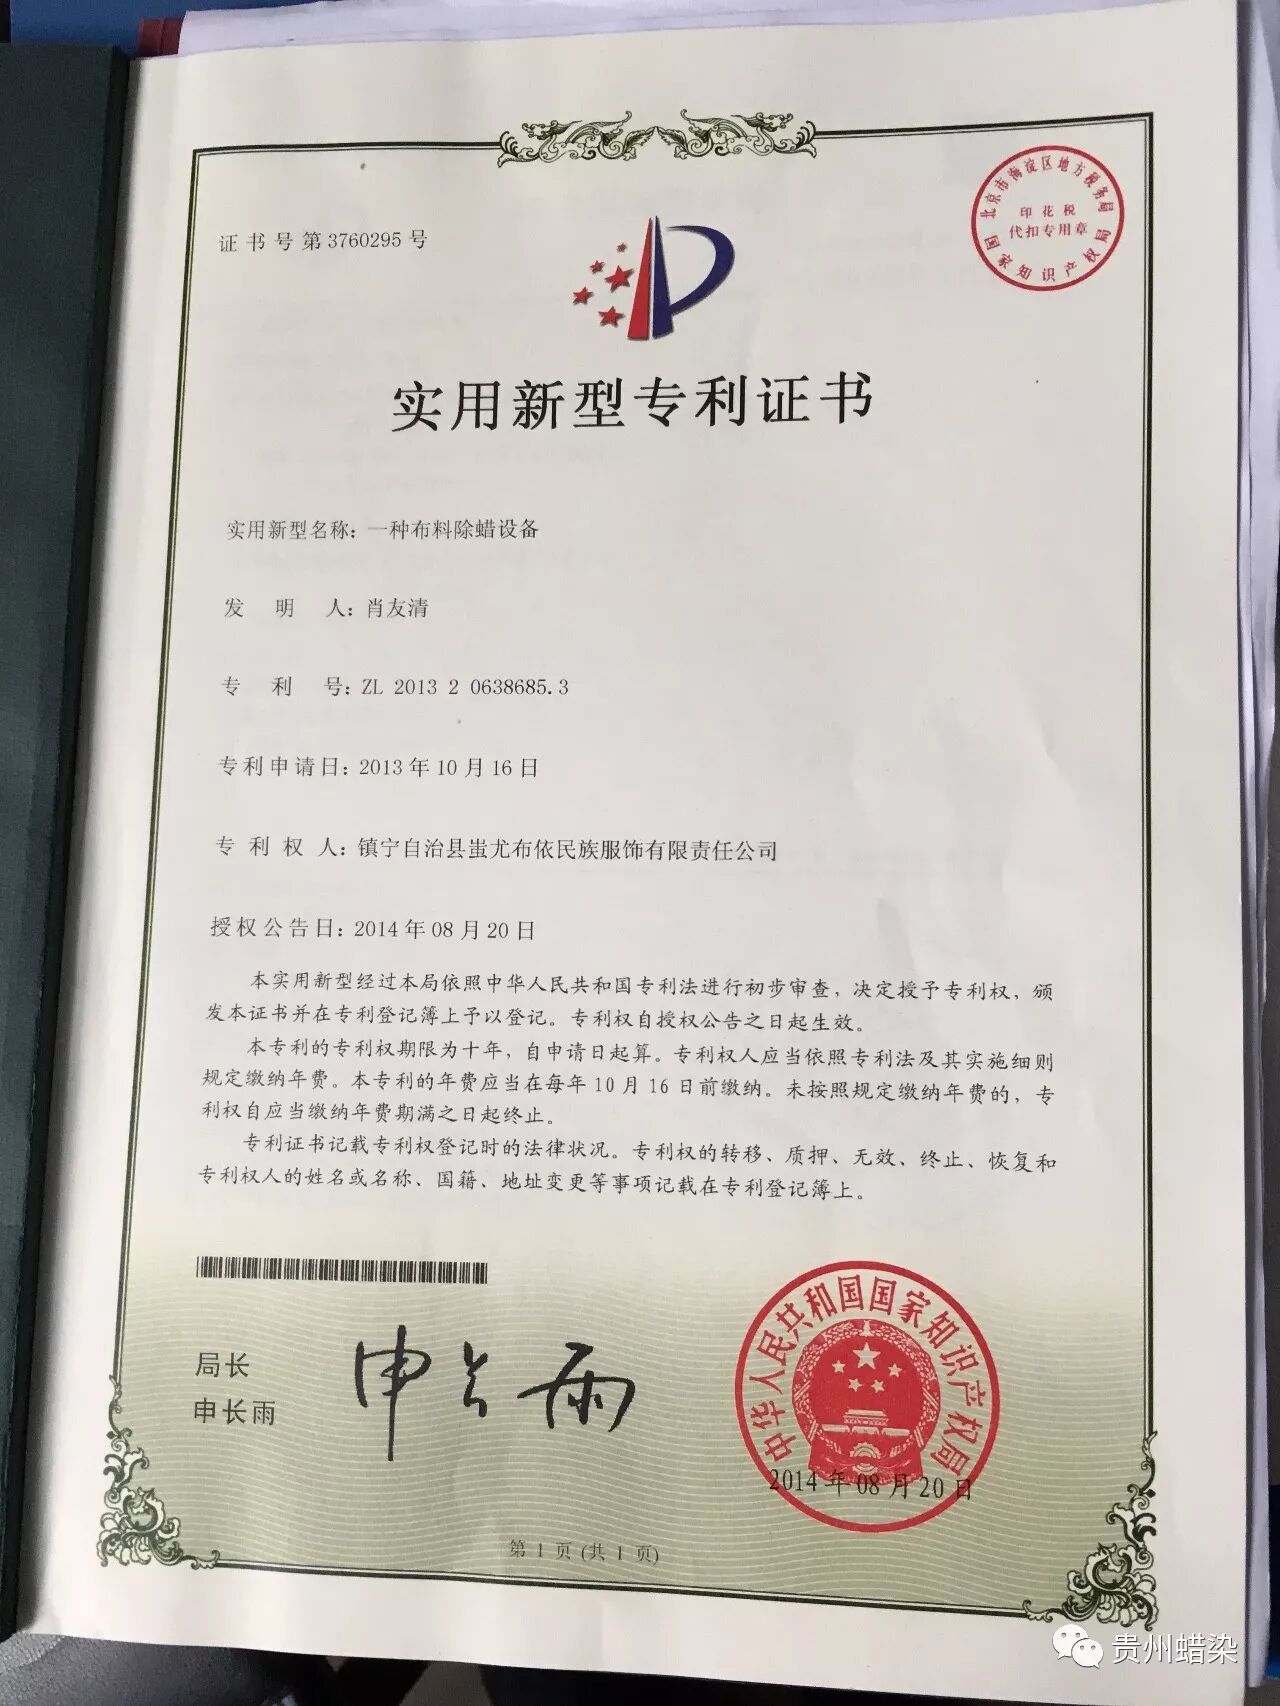 证书号第3760295号
北京市海淀区地方税务局
印花税
代扣专用章
国家知识产权局
实用新型专利证书
实用新型名称：一种布料除蜡设备
发明人：肖友清
专利号：ZL 2013 2 0638685.3
专利申请日：2013年10月16日
专利权人：镇宁自治县蚩尤布依民族服饰有限责任公司
授权公告日：2014年08月20日
本实用新型经过本局依照中华人民共和国专利法进行初步审查，决定授予专利权，颁
发本证书并在专利登记簿上予以登记。专利权自授权公告之日起生效。
本专利的专利权期限为十年，自申请日起算。专利权人应当依照专利法及其实施细则
规定缴纳年费。本专利的年费应当在每年10月16日前缴纳。未按照规定缴纳年费的，专
利权自应当缴纳年费期满之日起终止。
专利证书记载专利权登记时的法律状况。专利权的转移、质押、无效、终止、恢复和
专利权人的姓名或名称、国籍、地址变更等事项记载在专利登记簿上。
局长
申长雨
申长雨
中华人民共和国国家知识产权局
2014年08月20日
第1页(共1页)
贵州蜡染